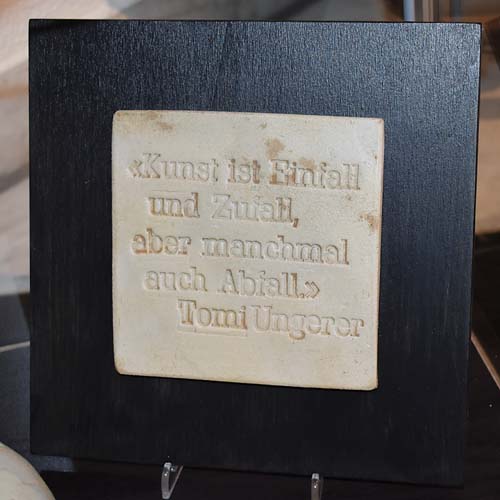 «Kunst ist Einfall
und Zufall,
aber manchmal
auch Abfall.»
Tomi Ungerer